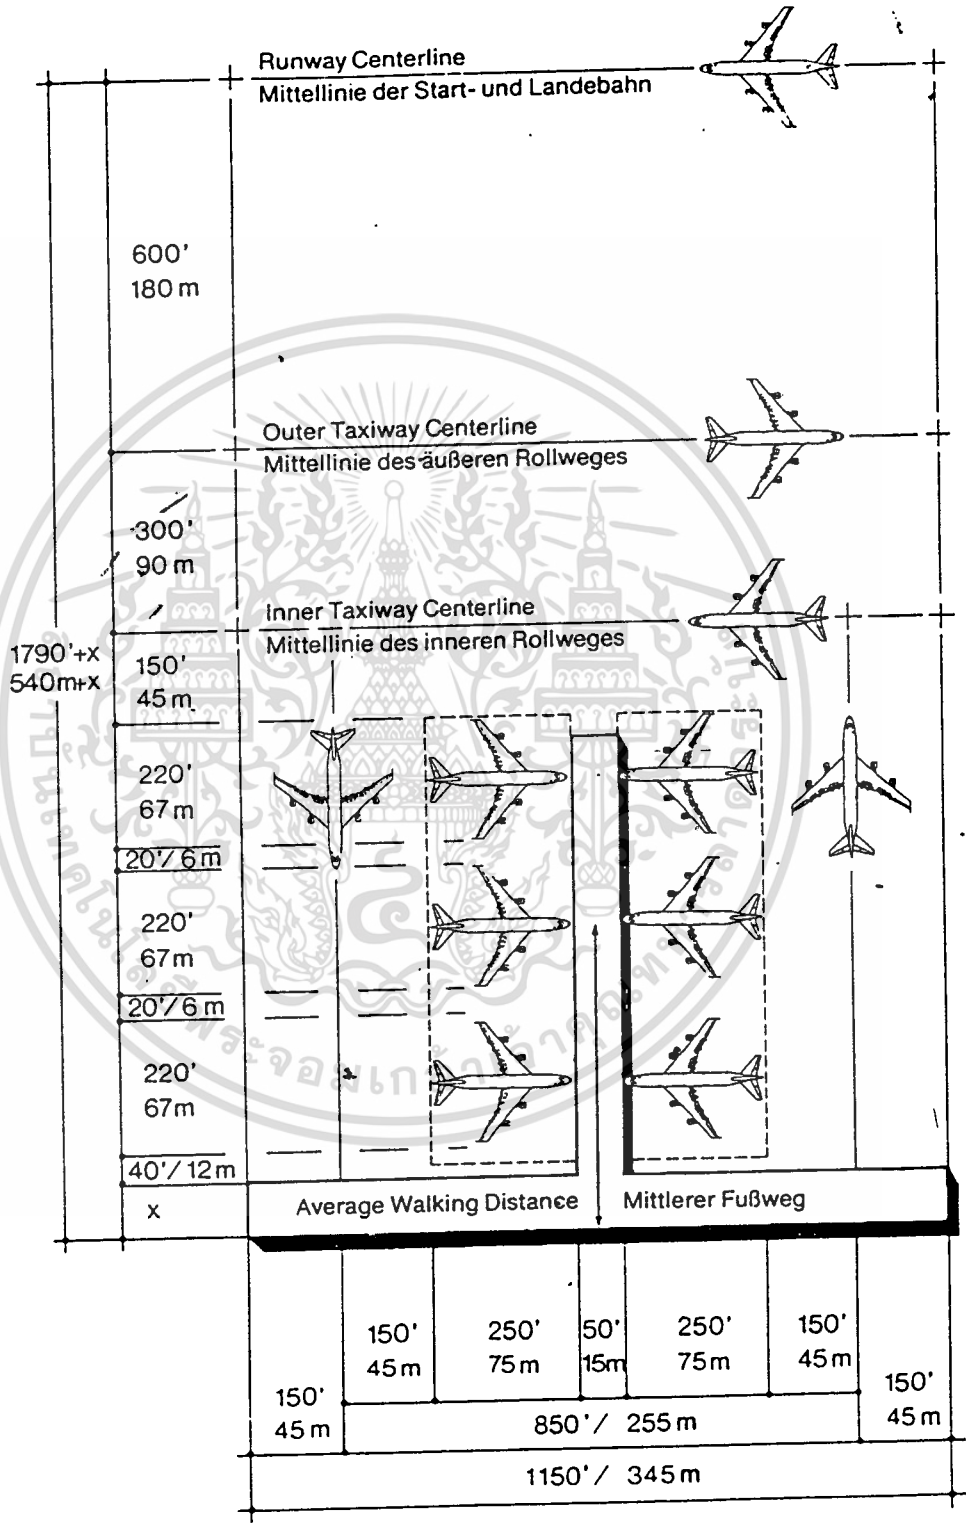 Runway Centerline
Mittellinie der Start- und Landebahn
600'
180 m
Outer Taxiway Centerline
Mittellinie des äußeren Rollweges
300'
90 m
Inner Taxiway Centerline
Mittellinie des inneren Rollweges
1790'+x
540m+x
150'
45 m
220'
67 m
20'/6 m
220'
67 m
20'/6 m
220'
67 m
40'/12 m
x
Average Walking Distance
Mittlerer Fußweg
150'
45 m
250'
75 m
50'
15m
250'
75 m
150'
45 m
150'
45 m
150'
45 m
850'/ 255 m
1150'/ 345 m